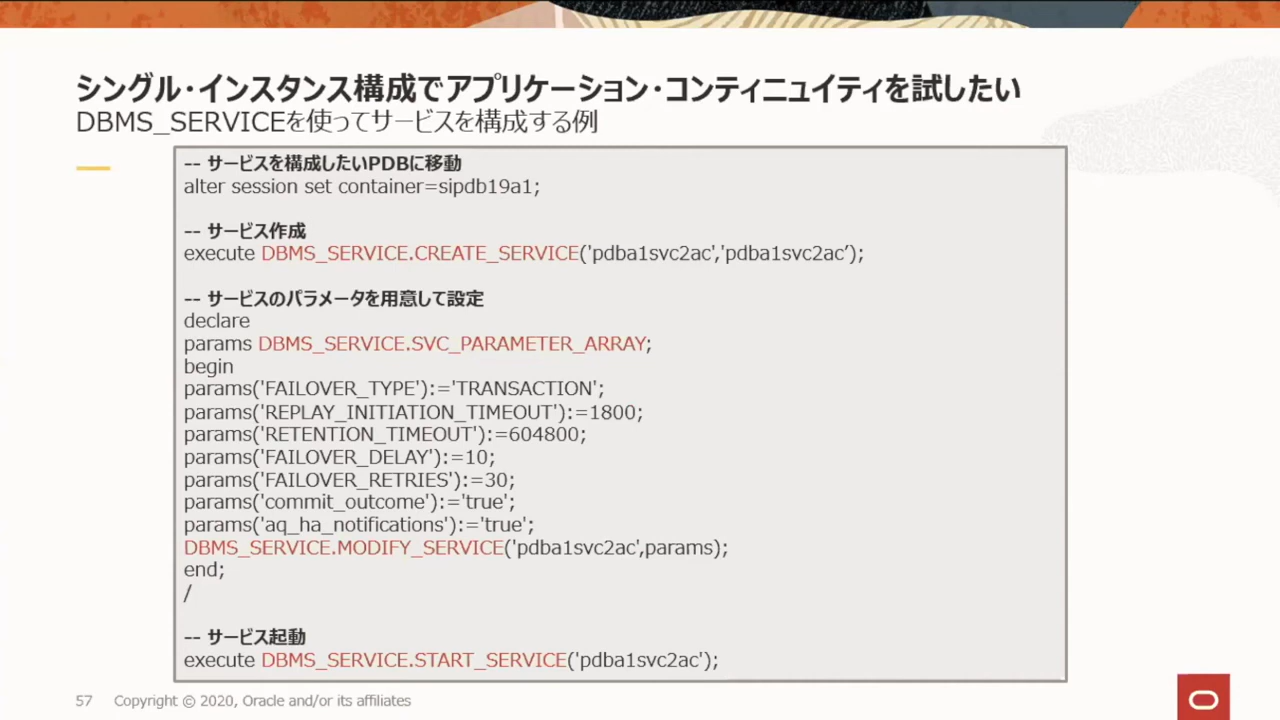 シングル・インスタンス構成でアプリケーション・コンティニュイティを試したい
DBMS_SERVICEを使ってサービスを構成する例
-- サービスを構成したいPDBに移動
alter session set container=sipdb19a1;
-- サービス作成
execute DBMS_SERVICE.CREATE_SERVICE('pdba1svc2ac','pdba1svc2ac’);
-- サービスのパラメータを用意して設定
declare
params DBMS_SERVICE.SVC_PARAMETER_ARRAY;
begin
params('FAILOVER_TYPE'):='TRANSACTION';
params('REPLAY_INITIATION_TIMEOUT'):=1800;
params('RETENTION_TIMEOUT'):=604800;
params('FAILOVER_DELAY'):=10;
params('FAILOVER_RETRIES'):=30;
params('commit_outcome'):='true';
params('aq_ha_notifications'):='true';
DBMS_SERVICE.MODIFY_SERVICE('pdba1svc2ac',params);
end;
/
-- サービス起動
execute DBMS_SERVICE.START_SERVICE('pdba1svc2ac');
57 Copyright © 2020, Oracle and/or its affiliates